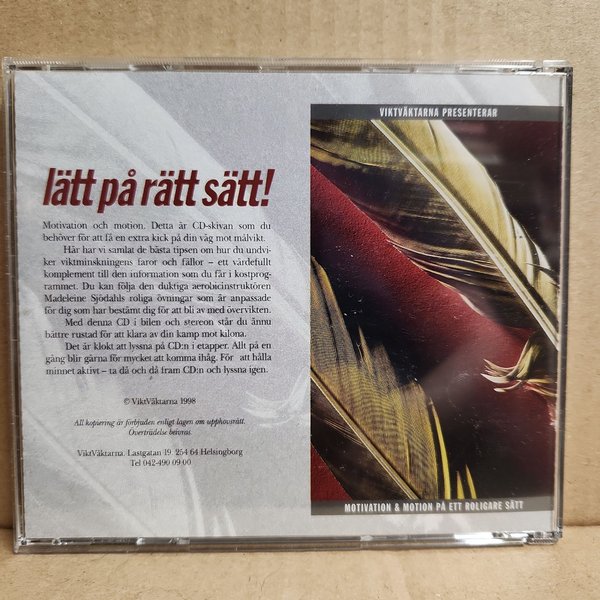 lätt på rätt sätt!
Motivation och motion. Detta är CD-skivan som du
behöver för att få en extra kick på din väg mot målvikt.
Här har vi samlat de bästa tipsen om hur du undvi-
ker viktminskningens faror och fällor – ett värdefullt
komplement till den information som du får i kostprog-
rammet. Du kan följa den duktiga aerobicinstruktören
Madeleine Sjödahls roliga övningar som är anpassade
för dig som har bestämt dig för att bli av med övervikten.
Med denna CD i bilen och stereon står du ännu
bättre rustad för att klara av din kamp mot kilona.
Det är klokt att lyssna på CD:n i etapper. Allt på en
gång blir gärna för mycket att komma ihåg. För att hålla
minnet aktivt – ta då och då fram CD:n och lyssna igen.
© ViktVäktarna 1998
All kopiering är förbjuden enligt lagen om upphovsrätt.
Överträdelse beivras.
ViktVäktarna. Lastgatan 19 254 64 Helsingborg
Tel 042-490 09 00
VIKTVÄKTARNA PRESENTERAR
MOTIVATION & MOTION PÅ ETT ROLIGARE SÄTT